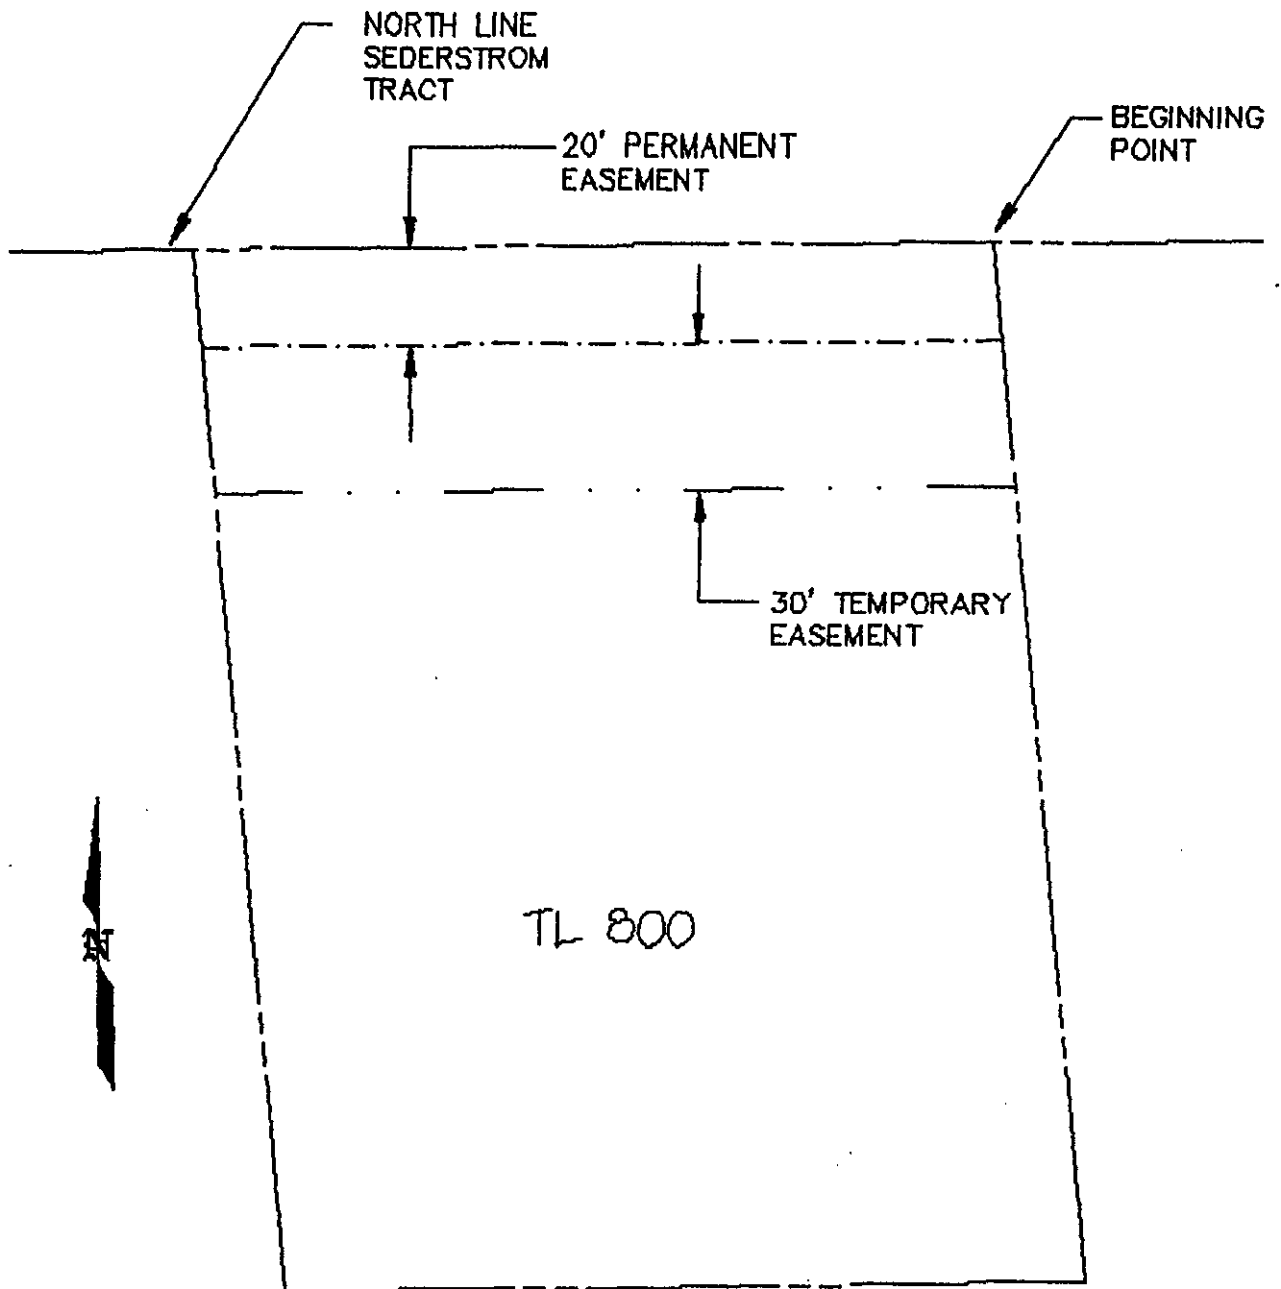 NORTH LINE
SEDERSTROM
TRACT
BEGINNING
POINT
20' PERMANENT
EASEMENT
30' TEMPORARY
EASEMENT
TL 800
N